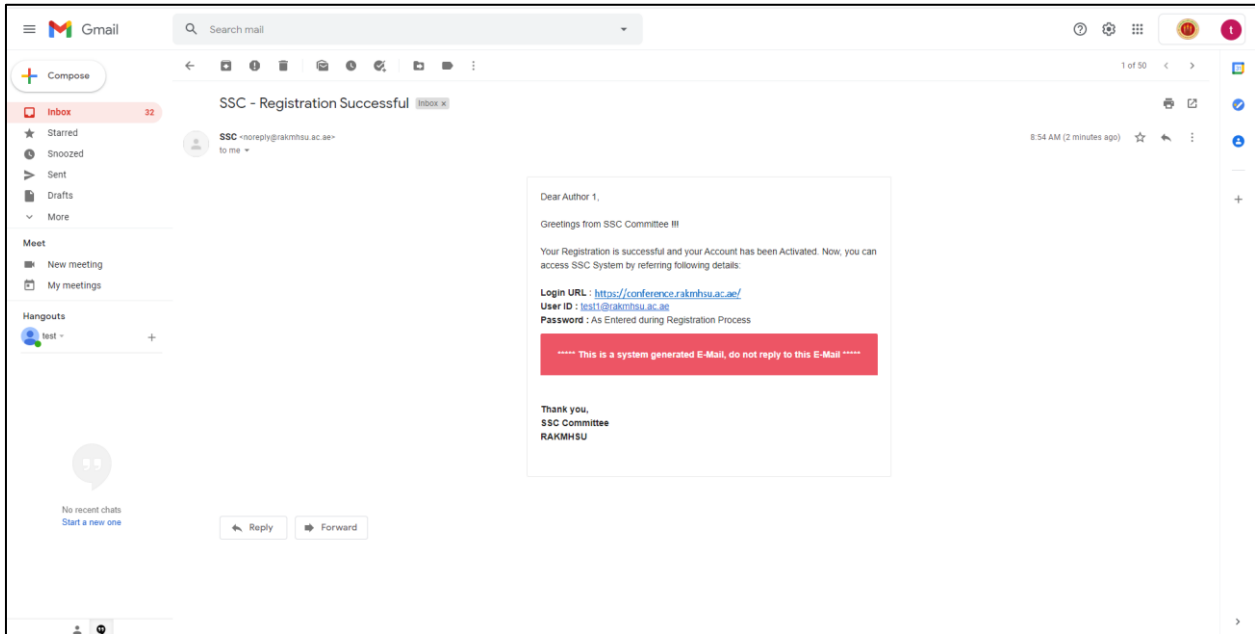 Gmail
Search mail
t
Compose
1 of 50
Inbox 32
Starred
Snoozed
Sent
Drafts
More
Meet
New meeting
My meetings
Hangouts
test
No recent chats
Start a new one
SSC - Registration Successful Inbox x
SSC <noreply@rakmhsu.ac.ae>
to me
8:54 AM (2 minutes ago)
Dear Author 1,
Greetings from SSC Committee !!!
Your Registration is successful and your Account has been Activated. Now, you can
access SSC System by referring following details:
Login URL : https://conference.rakmhsu.ac.ae/
User ID : test1@rakmhsu.ac.ae
Password : As Entered during Registration Process
***** This is a system generated E-Mail, do not reply to this E-Mail *****
Thank you,
SSC Committee
RAKMHSU
Reply
Forward